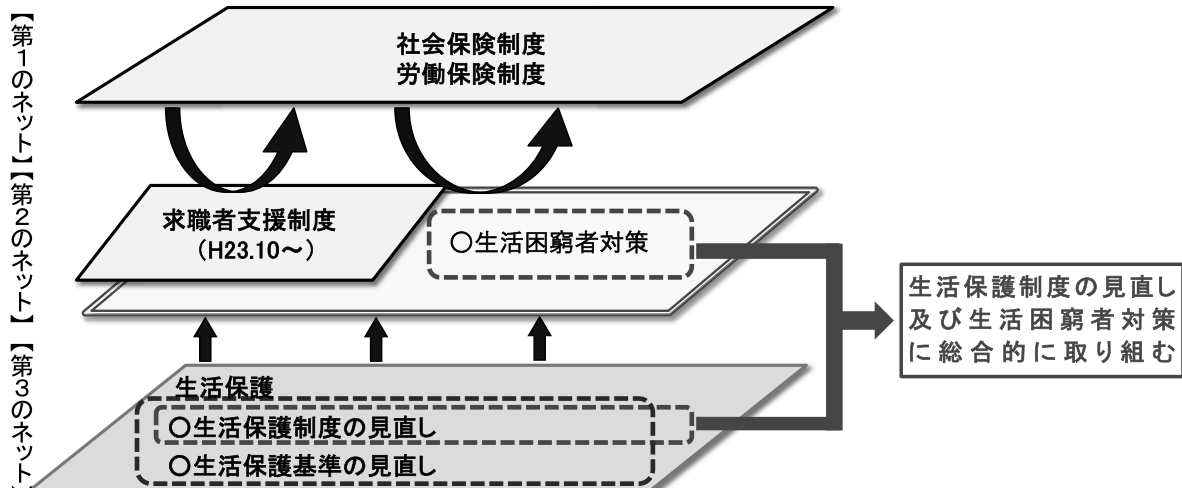 【第１のネット】
社会保険制度
労働保険制度
【第２のネット】
求職者支援制度
（H23.10～）
○生活困窮者対策
生活保護制度の見直し
及び生活困窮者対策
に総合的に取り組む
【第３のネット】
生活保護
○生活保護制度の見直し
○生活保護基準の見直し